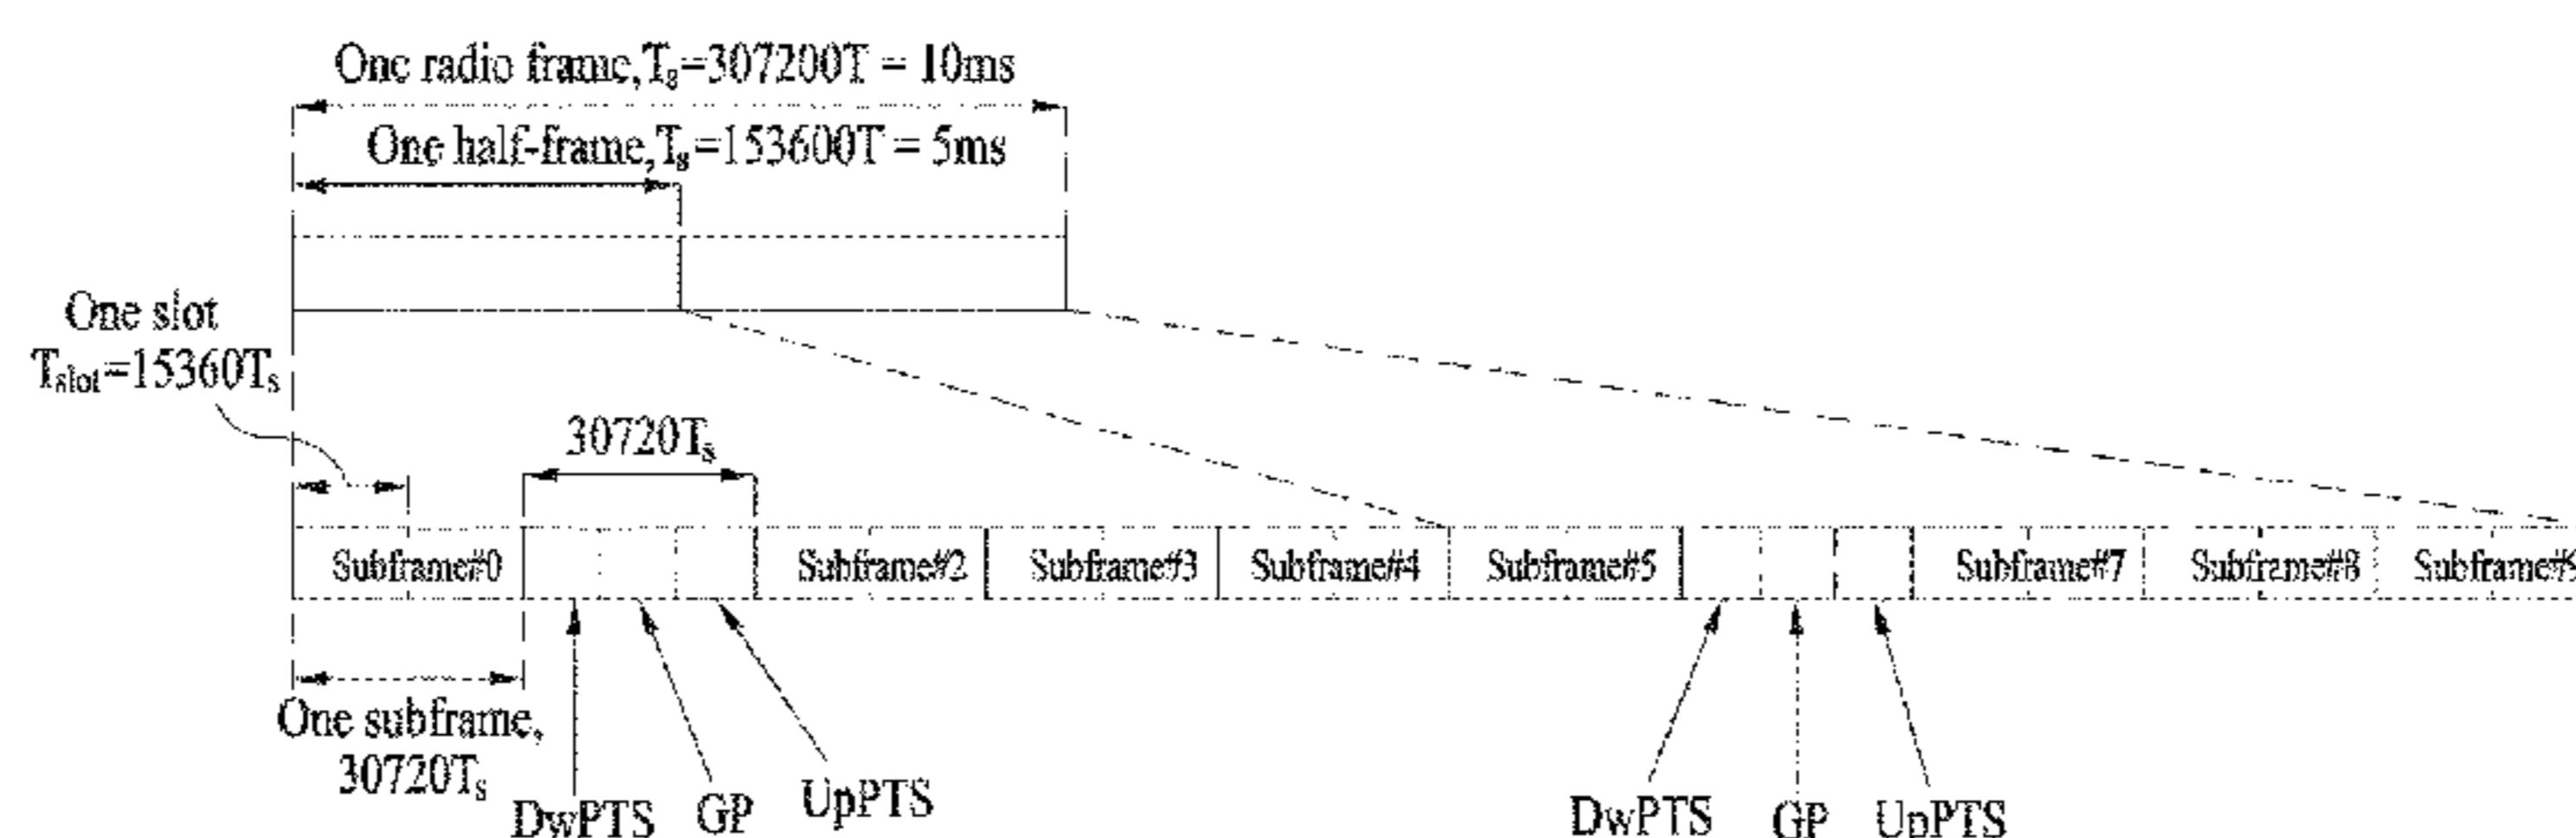 One radio frame,Ts=307200T = 10ms
One half-frame,Ts=153600T = 5ms
One slot
Tslot=15360Ts
30720Ts
Subframe#0 Subframe#2 Subframe#3 Subframe#4 Subframe#5 Subframe#7 Subframe#8 Subframe#9
One subframe,
30720Ts
DwPTS GP UpPTS DwPTS GP UpPTS